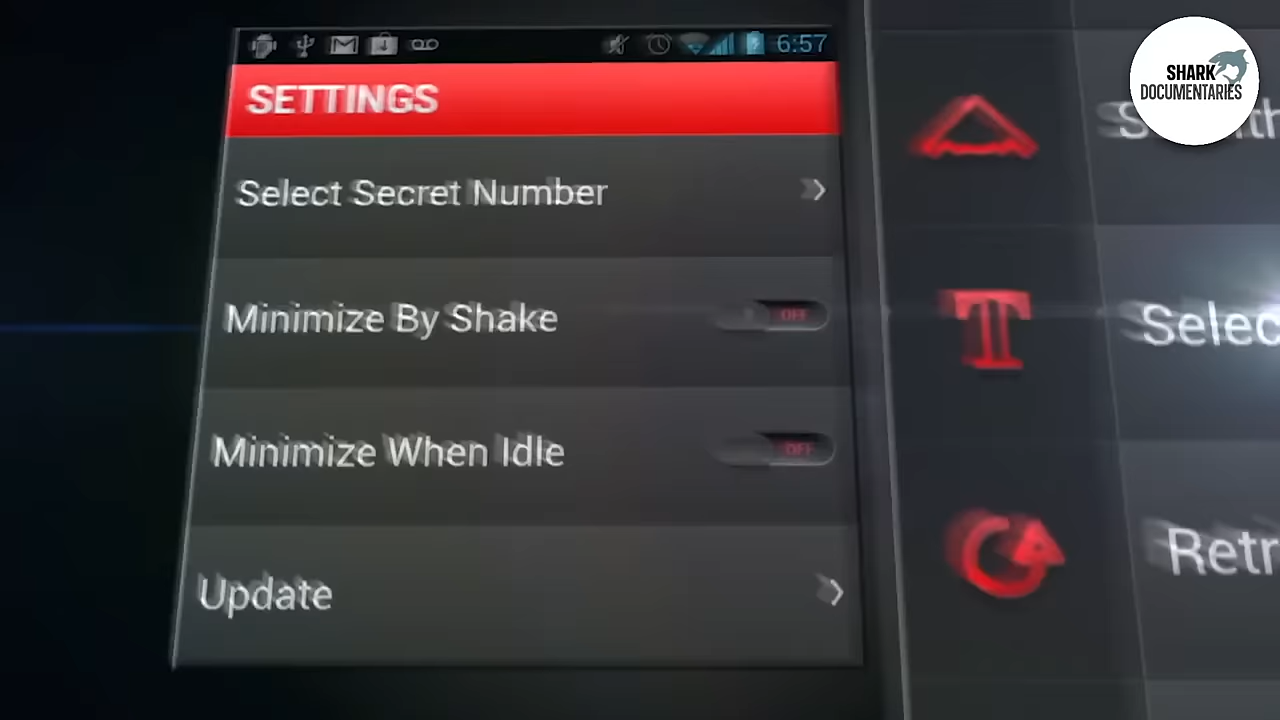 6:57
SETTINGS
Select Secret Number
Minimize By Shake
OFF
Minimize When Idle
OFF
Update
SHARK
DOCUMENTARIES
Selec
Retr